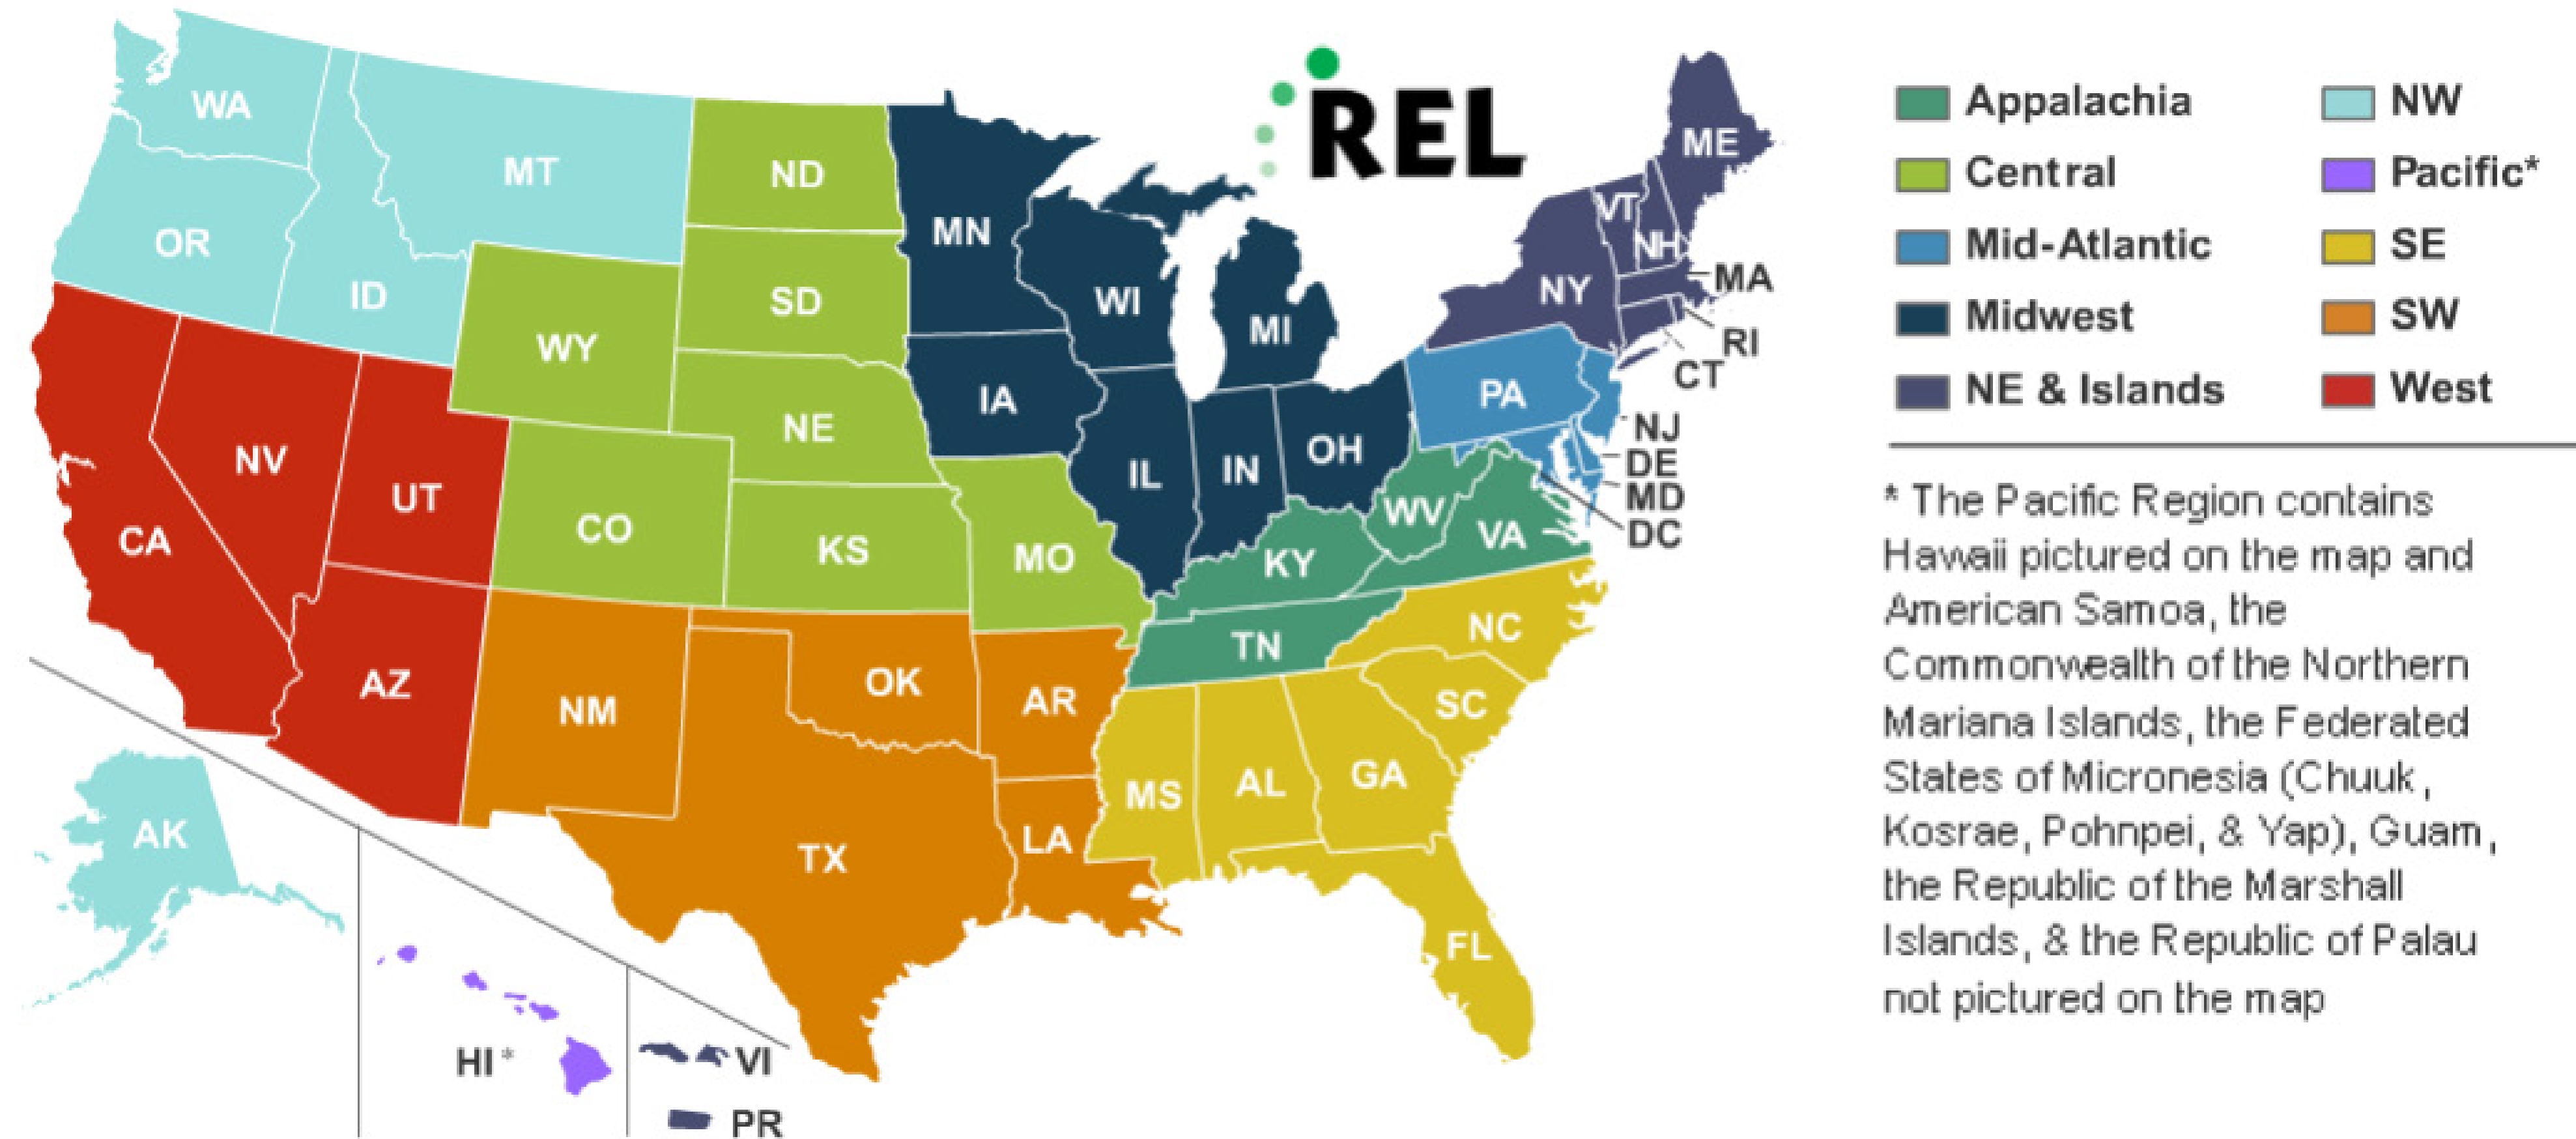 REL
WA
MT
ND
MN
ME
VT
NH
OR
ID
SD
WI
MI
NY
MA
RI
CT
WY
NE
IA
PA
NJ
DE
MD
DC
NV
UT
CO
KS
MO
IL
IN
OH
WV
VA
KY
CA
AZ
NM
OK
AR
TN
NC
SC
TX
LA
MS
AL
GA
FL
AK
HI*
VI
PR
Appalachia
Central
Mid-Atlantic
Midwest
NE & Islands
NW
Pacific*
SE
SW
West
* The Pacific Region contains
Hawaii pictured on the map and
American Samoa, the
Commonwealth of the Northern
Mariana Islands, the Federated
States of Micronesia (Chuuk,
Kosrae, Pohnpei, & Yap), Guam,
the Republic of the Marshall
Islands, & the Republic of Palau
not pictured on the map